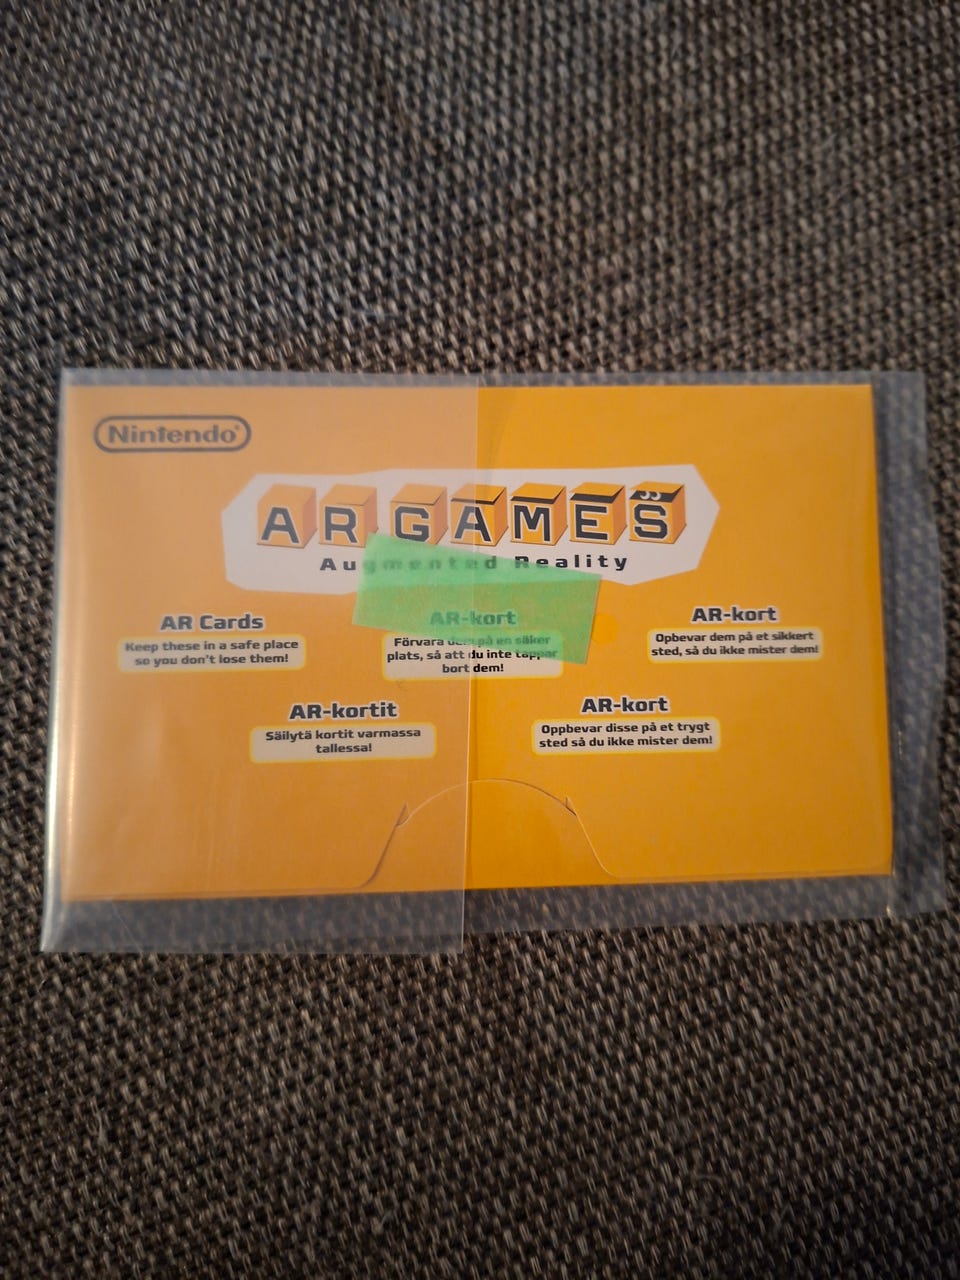 Nintendo®
AR GAMES
Augmented Reality
AR Cards
Keep these in a safe place
so you don't lose them!
AR-kort
Förvara dem på en säker
plats, så att du inte tappar
bort dem!
AR-kort
Opbevar dem på et sikkert
sted, så du ikke mister dem!
AR-kortit
Säilytä kortit varmassa
tallessa!
AR-kort
Oppbevar disse på et trygt
sted så du ikke mister dem!